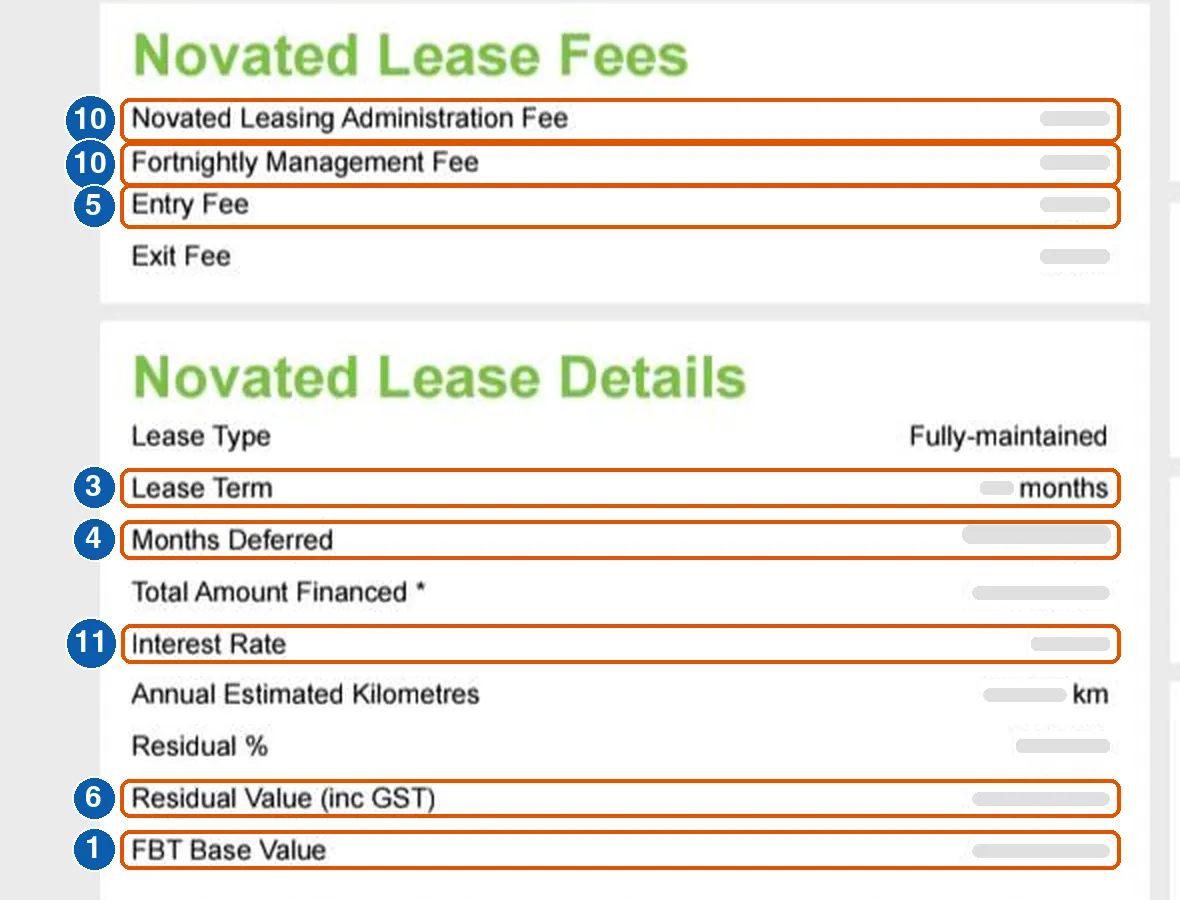 Novated Lease Fees
10 Novated Leasing Administration Fee
10 Fortnightly Management Fee
5 Entry Fee
Exit Fee
Novated Lease Details
Lease Type Fully-maintained
3 Lease Term months
4 Months Deferred
Total Amount Financed *
11 Interest Rate
Annual Estimated Kilometres km
Residual %
6 Residual Value (inc GST)
1 FBT Base Value